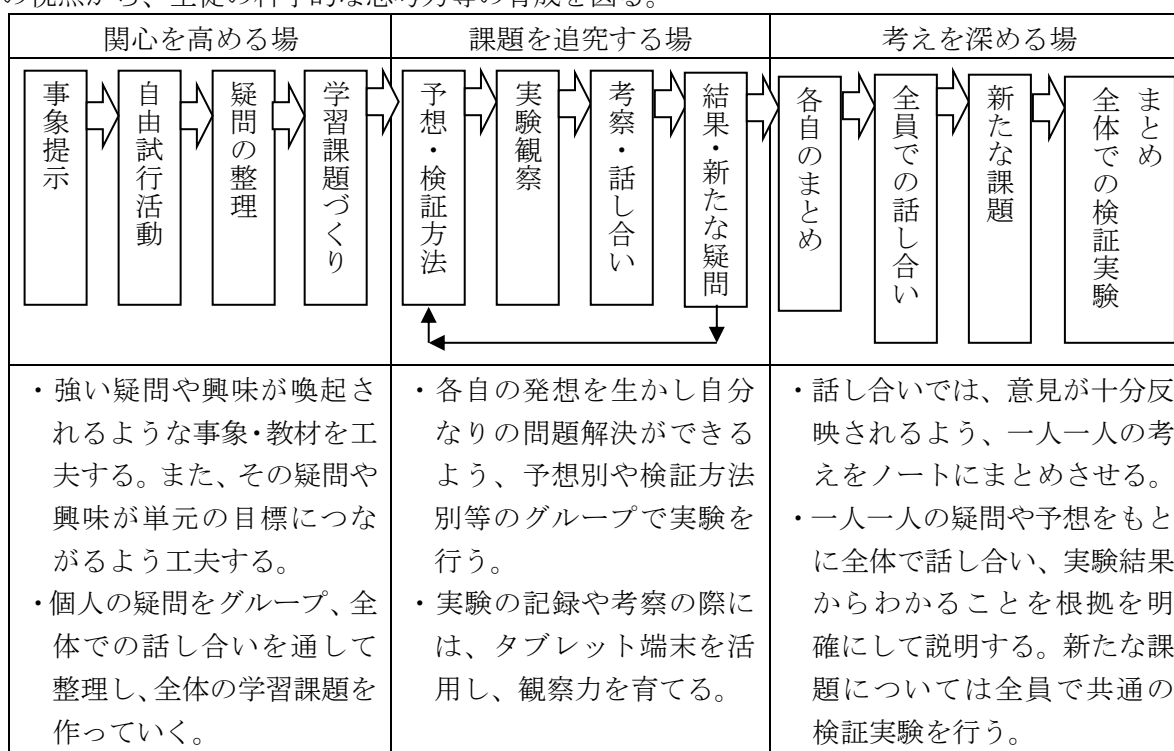 の視点から、生徒の科学的な思考力等の育成を図る。
関心を高める場
課題を追究する場
考えを深める場
事象提示
自由試行活動
疑問の整理
学習課題づくり
予想・検証方法
実験観察
考察・話し合い
結果・新たな疑問
各自のまとめ
全員での話し合い
新たな課題
まとめ
全体での検証実験
・強い疑問や興味が喚起さ
れるような事象・教材を工
夫する。また、その疑問や
興味が単元の目標につな
がるよう工夫する。
・個人の疑問をグループ、全
体での話し合いを通して
整理し、全体の学習課題を
作っていく。
・各自の発想を生かし自分
なりの問題解決ができる
よう、予想別や検証方法
別等のグループで実験を
行う。
・実験の記録や考察の際に
は、タブレット端末を活
用し、観察力を育てる。
・話し合いでは、意見が十分反
映されるよう、一人一人の考
えをノートにまとめさせる。
・一人一人の疑問や予想をもと
に全体で話し合い、実験結果
からわかることを根拠を明
確にして説明する。新たな課
題については全員で共通の
検証実験を行う。